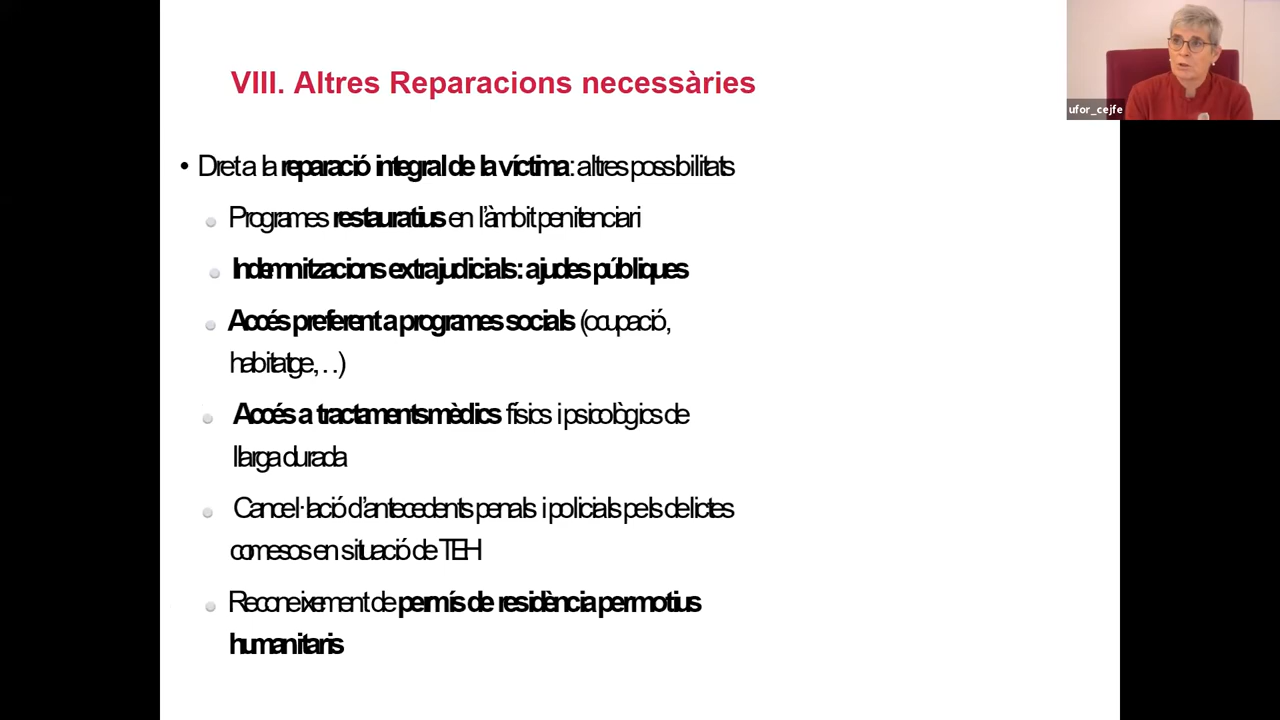 VIII. Altres Reparacions necessàries
ufor_cejfe
• Dret a la reparació integral de la víctima: altres possibilitats
Programes restauratius en l’àmbit penitenciari
Indemnitzacions extrajudicials: ajudes públiques
Accés preferent a programes socials (ocupació,
habitatge,…)
Accés a tractaments mèdics físics i psicològics de
llarga durada
Cancel·lació d’antecedents penals i policials pels delictes
comesos en situació de TEH
Reconeixement de permís de residència per motius
humanitaris